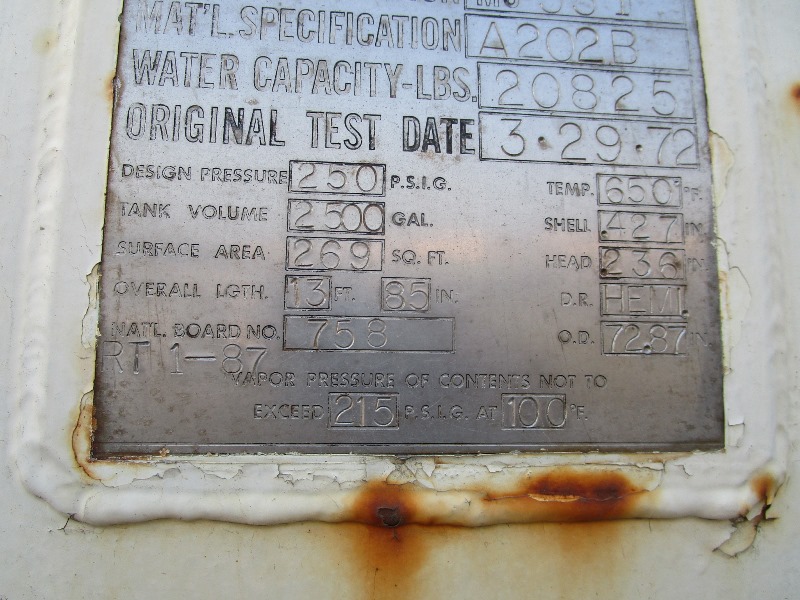 MC 331
MAT'L. SPECIFICATION A202B
WATER CAPACITY-LBS. 20825
ORIGINAL TEST DATE 3·29·72
DESIGN PRESSURE 250 P.S.I.G. TEMP. 650 °F.
TANK VOLUME 2500 GAL. SHELL .427 IN.
SURFACE AREA 269 SQ. FT. HEAD .236 IN.
OVERALL LGTH. 13 FT. 85 IN. D.R. HEMI.
NAT'L. BOARD NO. 758 O.D. 72.87 IN.
RT 1-87
VAPOR PRESSURE OF CONTENTS NOT TO
EXCEED 215 P.S.I.G. AT 100 °F.